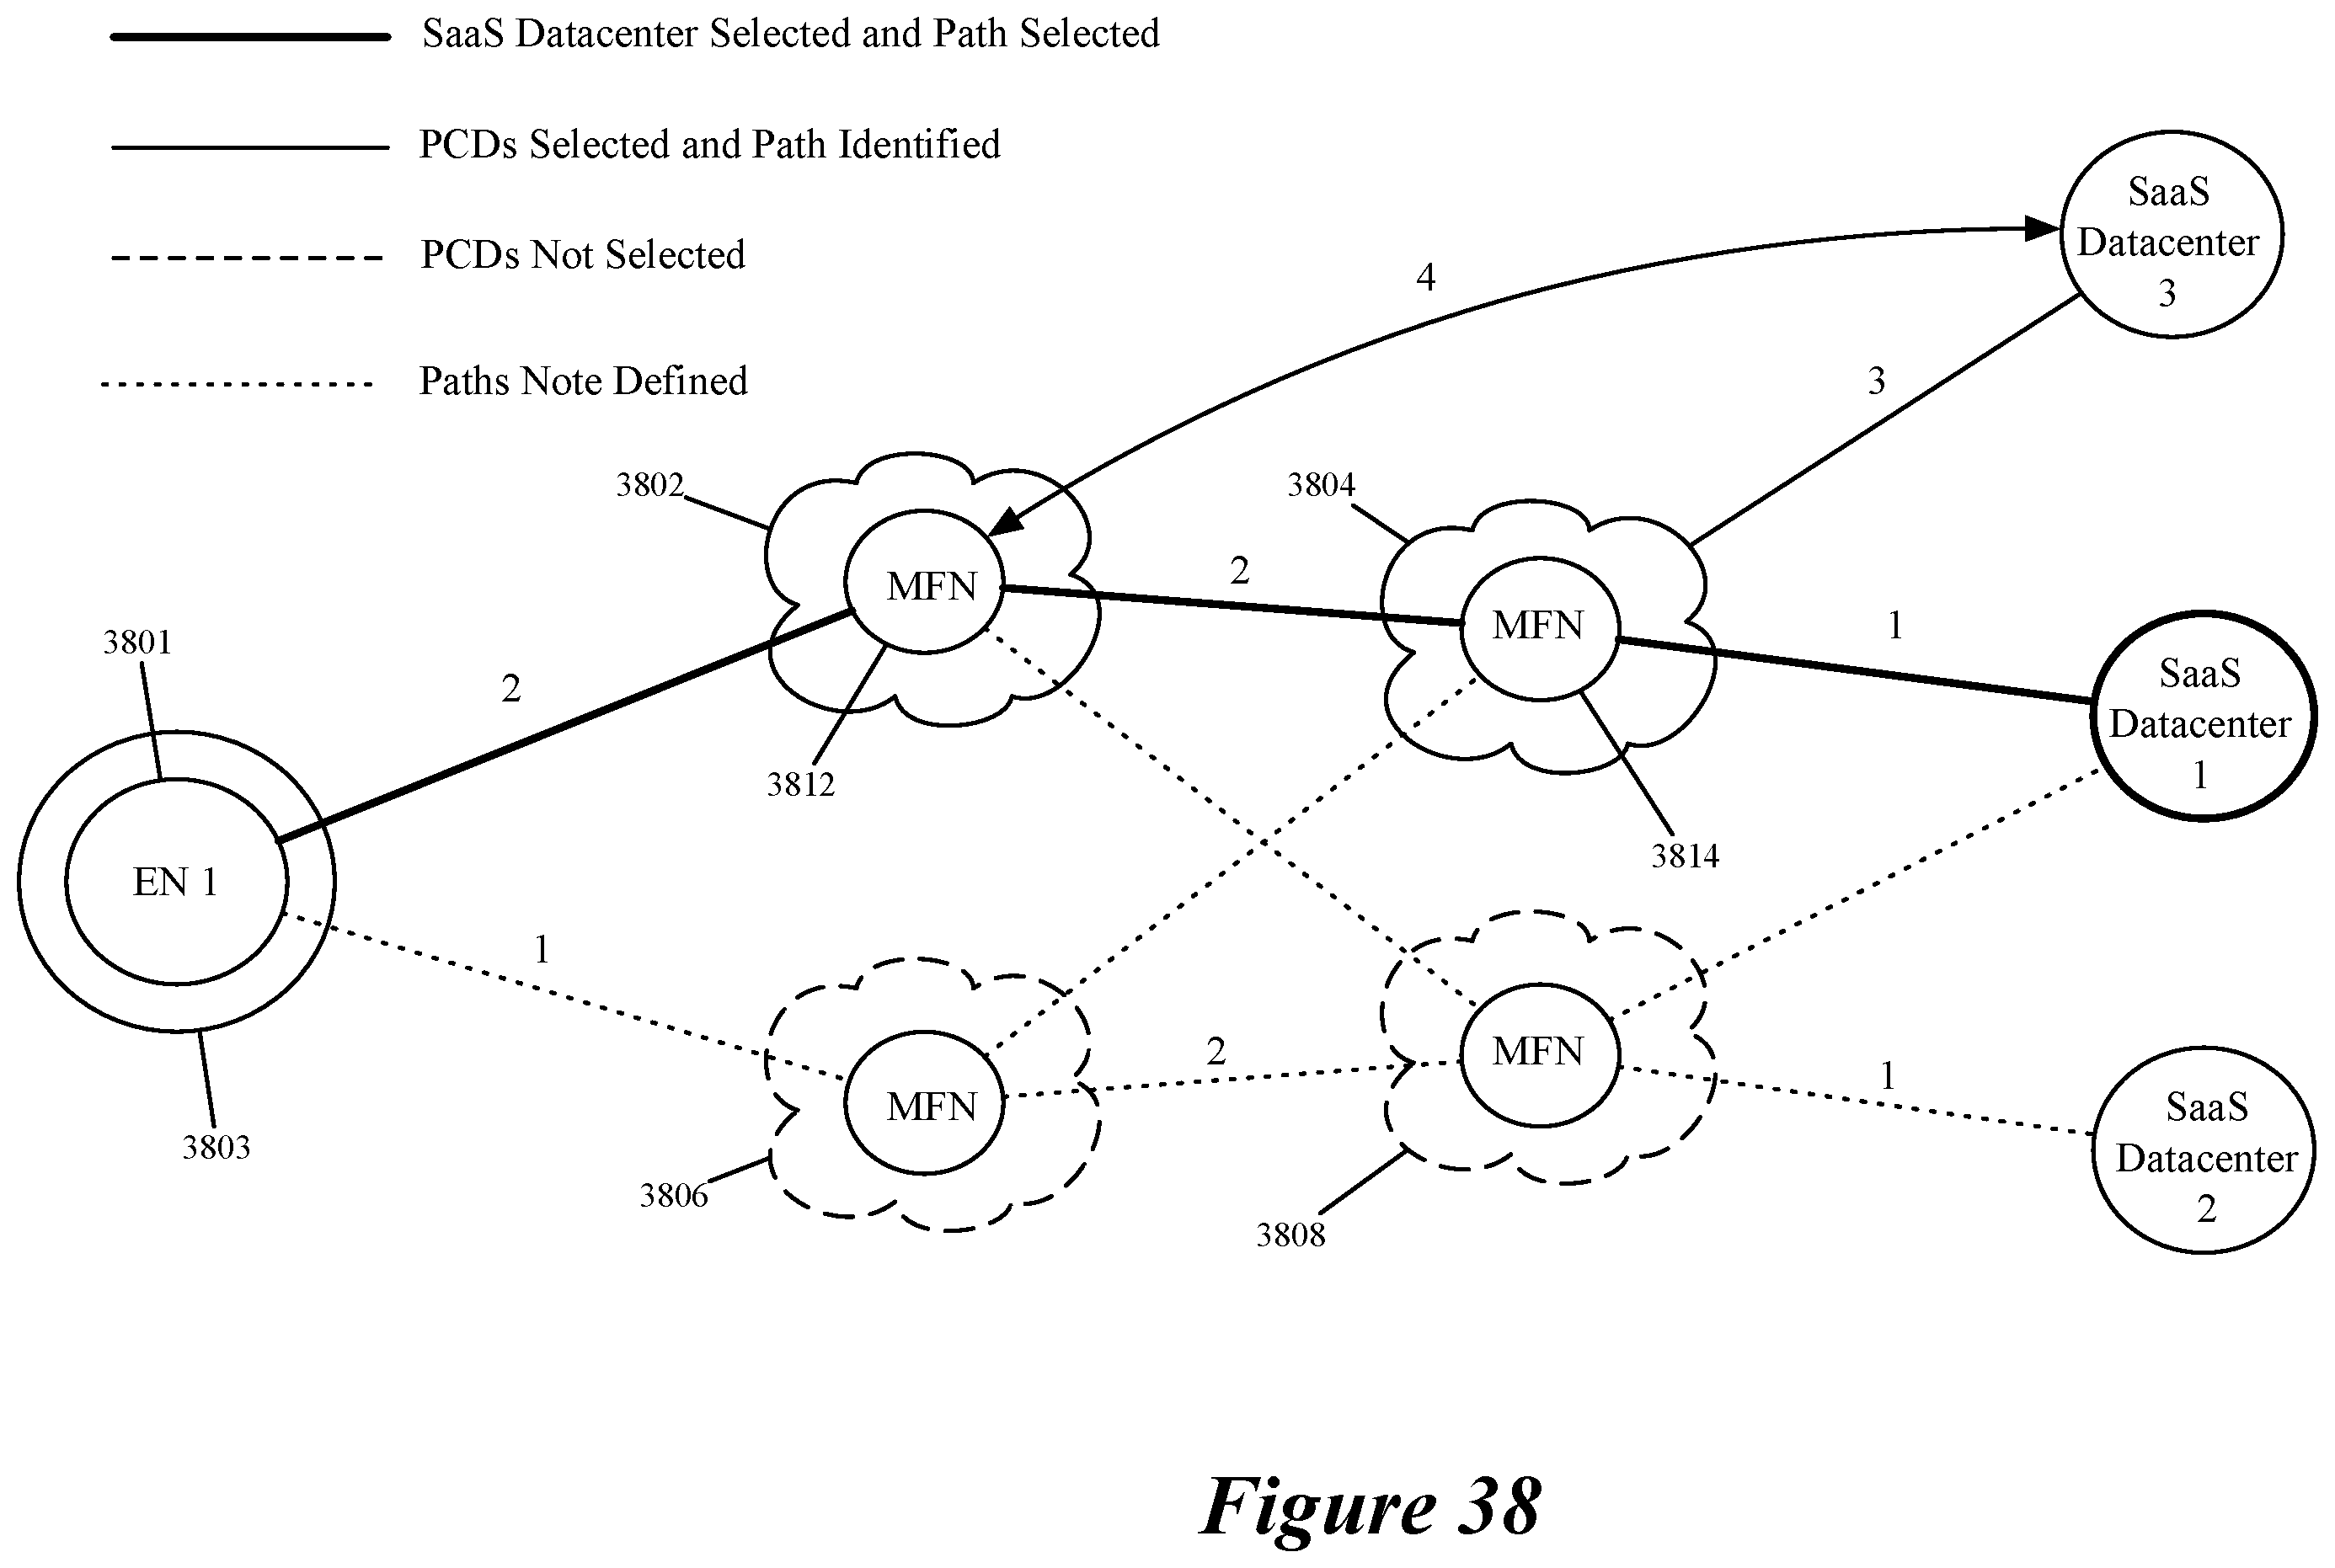 SaaS Datacenter Selected and Path Selected
PCDs Selected and Path Identified
PCDs Not Selected
Paths Note Defined
SaaS
Datacenter
3
4
3
3802
3804
MFN
2
MFN
1
SaaS
Datacenter
1
3801
2
3812
3814
EN 1
1
3803
MFN
2
MFN
1
SaaS
Datacenter
2
3806
3808
Figure 38